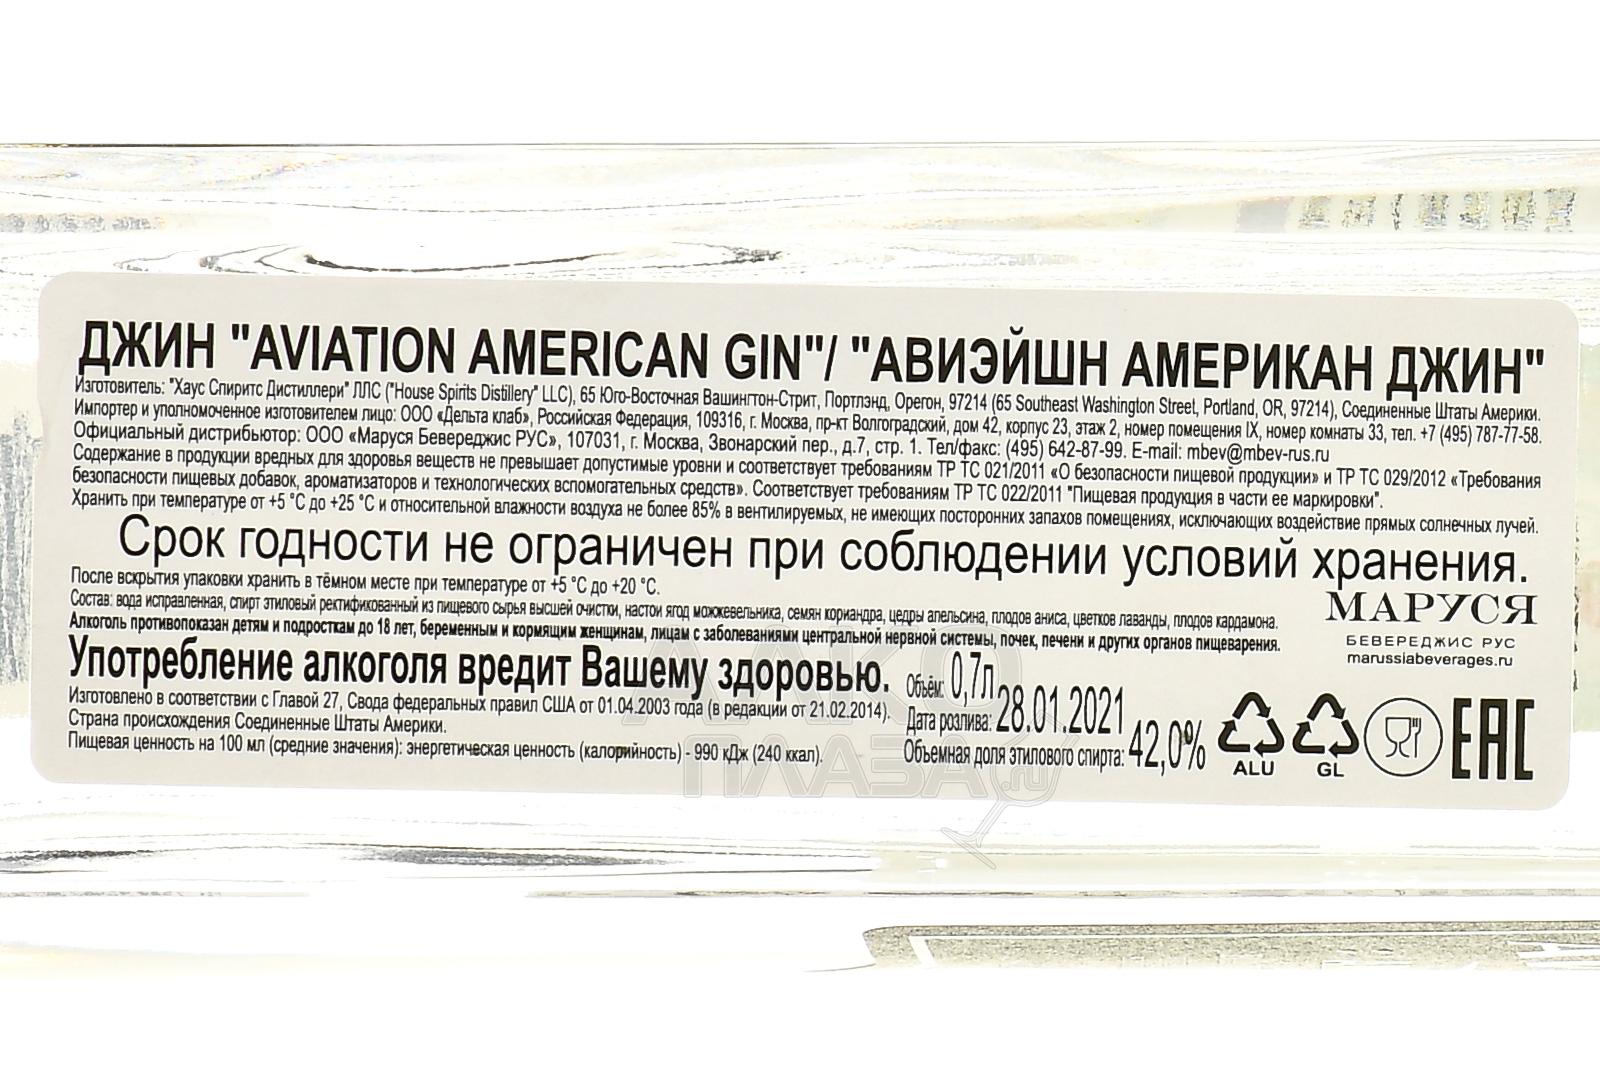 ДЖИН "AVIATION AMERICAN GIN"/ "АВИЭЙШН АМЕРИКАН ДЖИН"
Изготовитель: "Хаус Спиритс Дистиллери" ЛЛС ("House Spirits Distillery" LLC), 65 Юго-Восточная Вашингтон-Стрит, Портлэнд, Орегон, 97214 (65 Southeast Washington Street, Portland, OR, 97214), Соединенные Штаты Америки.
Импортер и уполномоченное изготовителем лицо: ООО «Дельта клаб», Российская Федерация, 109316, г. Москва, пр-кт Волгоградский, дом 42, корпус 23, этаж 2, номер помещения IX, номер комнаты 33, тел. +7 (495) 787-77-58.
Официальный дистрибьютор: ООО «Маруся Бевереджис РУС», 107031, г. Москва, Звонарский пер., д.7, стр. 1. Тел/факс: (495) 642-87-99. E-mail: mbev@mbev-rus.ru
Содержание в продукции вредных для здоровья веществ не превышает допустимые уровни и соответствует требованиям ТР ТС 021/2011 «О безопасности пищевой продукции» и ТР ТС 029/2012 «Требования
безопасности пищевых добавок, ароматизаторов и технологических вспомогательных средств». Соответствует требованиям ТР ТС 022/2011 "Пищевая продукция в части ее маркировки".
Хранить при температуре от +5 °C до +25 °C и относительной влажности воздуха не более 85% в вентилируемых, не имеющих посторонних запахов помещениях, исключающих воздействие прямых солнечных лучей.
Срок годности не ограничен при соблюдении условий хранения.
После вскрытия упаковки хранить в тёмном месте при температуре от +5 °C до +20 °C.
Состав: вода исправленная, спирт этиловый ректификованный из пищевого сырья высшей очистки, настои ягод можжевельника, семян кориандра, цедры апельсина, плодов аниса, цветков лаванды, плодов кардамона.
Алкоголь противопоказан детям и подросткам до 18 лет, беременным и кормящим женщинам, лицам с заболеваниями центральной нервной системы, почек, печени и других органов пищеварения.
МАРУСЯ
БЕВЕРЕДЖИС РУС
marussiabeverages.ru
Употребление алкоголя вредит Вашему здоровью.
Изготовлено в соответствии с Главой 27, Свода федеральных правил США от 01.04.2003 года (в редакции от 21.02.2014).
Страна происхождения Соединенные Штаты Америки.
Пищевая ценность на 100 мл (средние значения): энергетическая ценность (калорийность) - 990 кДж (240 ккал).
Объём: 0,7л
Дата розлива: 28.01.2021
Объемная доля этилового спирта: 42,0%
ALU
GL
EAC
АЛКО
ПЛАЗА.ru